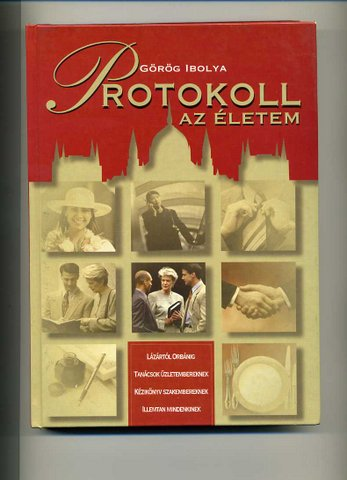 GÖRÖG IBOLYA
PROTOKOLL
AZ ÉLETEM
LÁZÁRTÓL ORBÁNIG
TANÁCSOK ÜZLETEMBEREKNEK
KÉZIKÖNYV SZAKEMBEREKNEK
ILLEMTAN MINDENKINEK